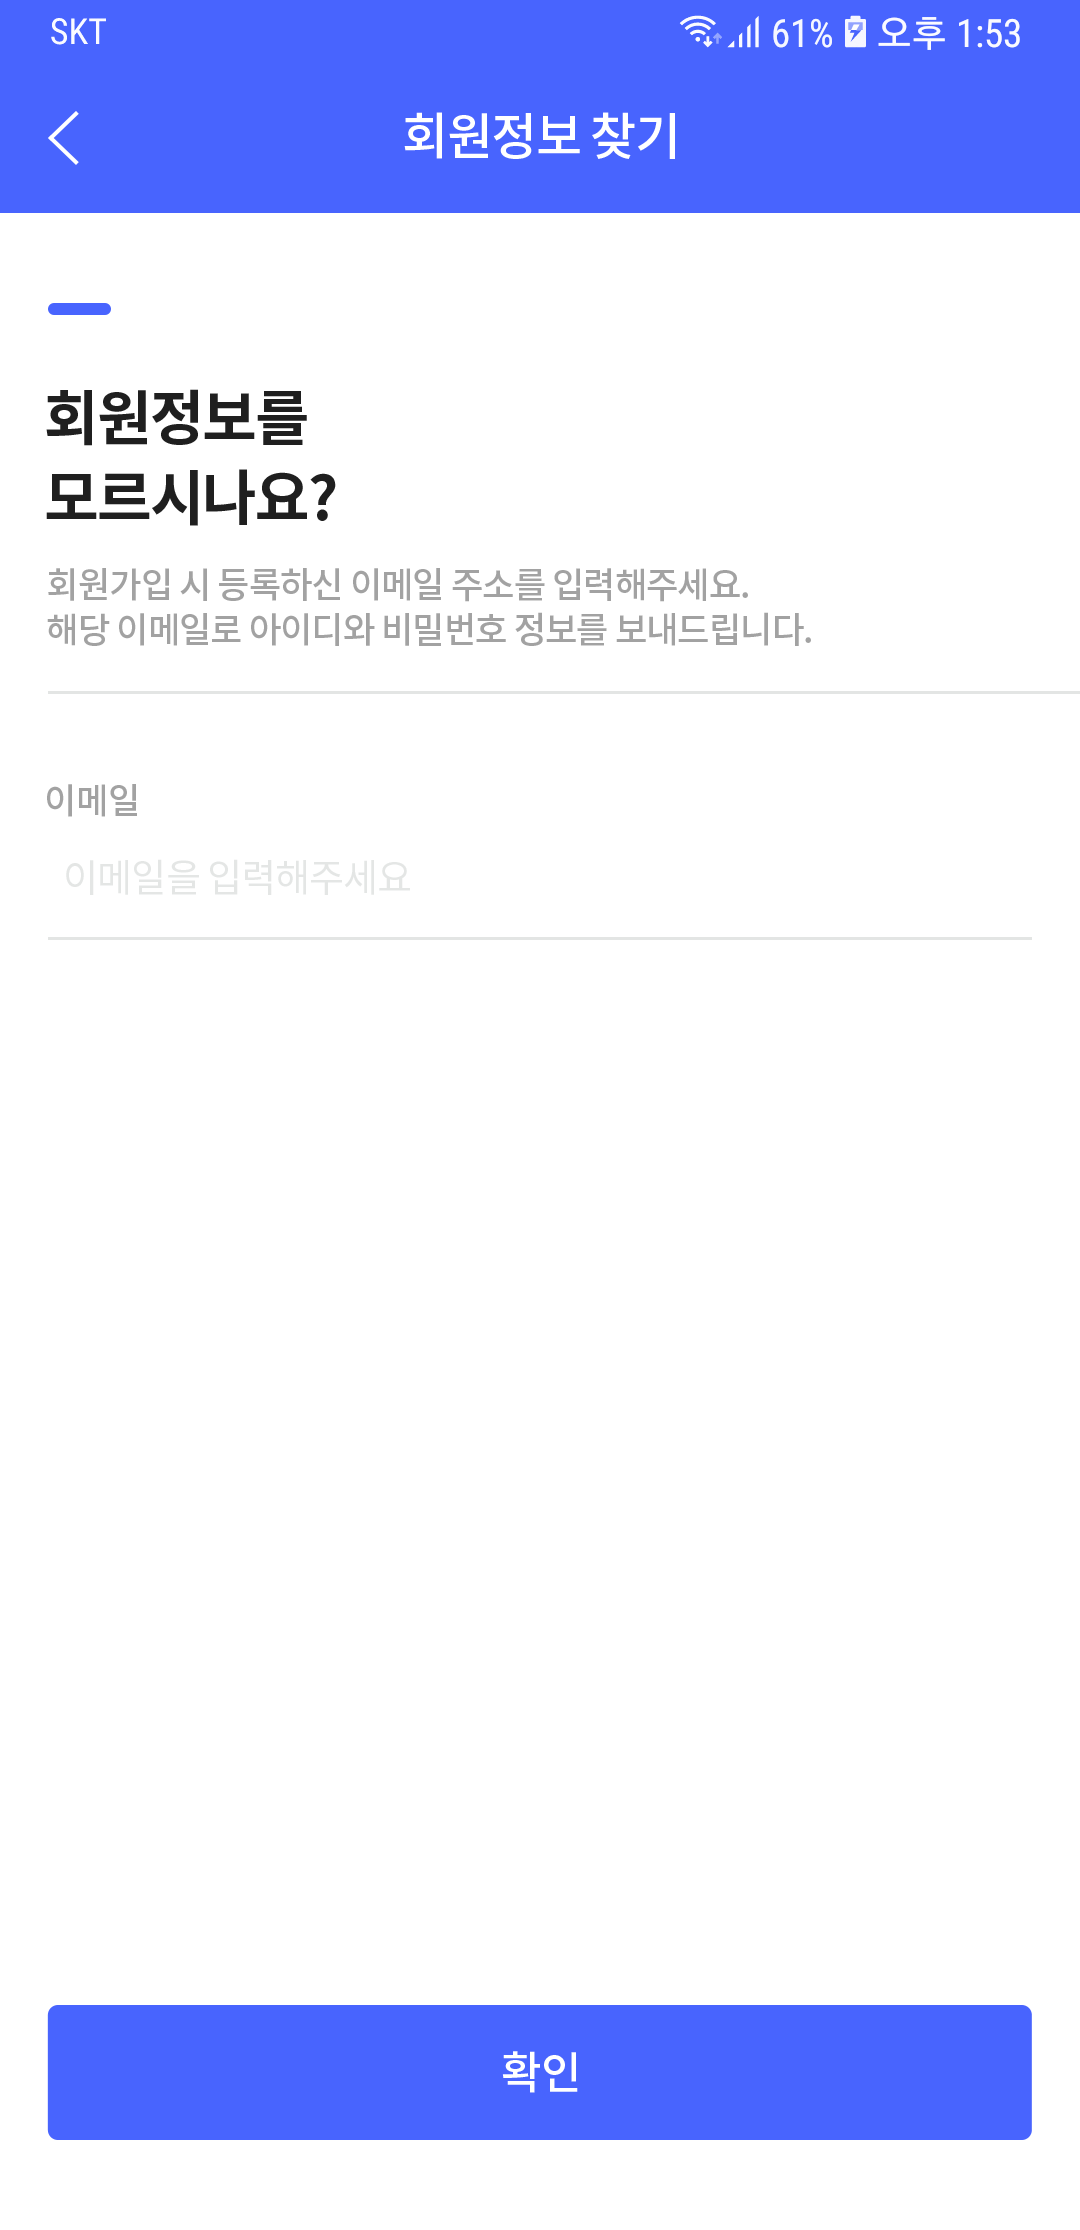 SKT 61% 오후 1:53
회원정보 찾기
회원정보를
모르시나요?
회원가입 시 등록하신 이메일 주소를 입력해주세요.
해당 이메일로 아이디와 비밀번호 정보를 보내드립니다.
이메일
이메일을 입력해주세요
확인